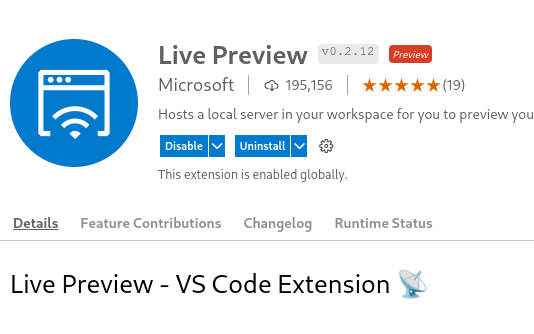 Live Preview v0.2.12 Preview
Microsoft 195,156 (19)
Hosts a local server in your workspace for you to preview you
Disable Uninstall
This extension is enabled globally.
Details Feature Contributions Changelog Runtime Status
Live Preview - VS Code Extension 📡